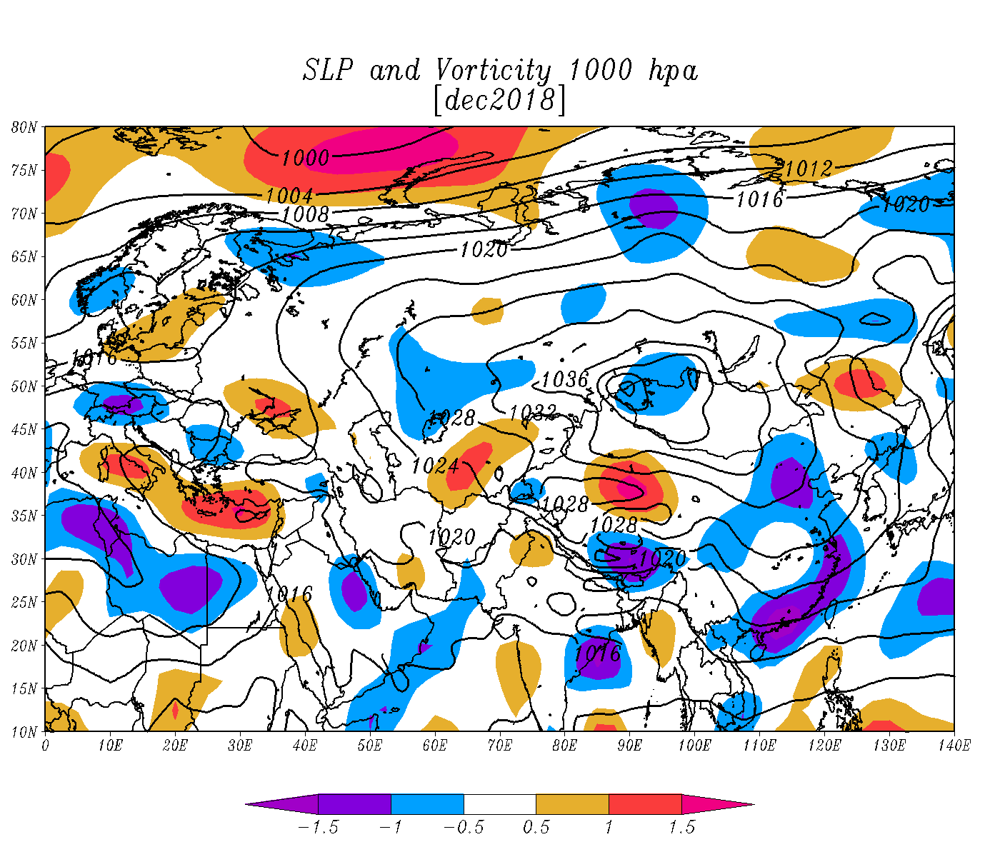 SLP and Vorticity 1000 hpa
[dec2018]
80N
75N
70N
65N
60N
55N
50N
45N
40N
35N
30N
25N
20N
15N
10N
1000
1012
1004
1016
1008
1020
1020
1016
1036
1032
1028
1024
1028
1028
1020
1020
1016
1016
0 10E 20E 30E 40E 50E 60E 70E 80E 90E 100E 110E 120E 130E 140E
-1.5 -1 -0.5 0.5 1 1.5